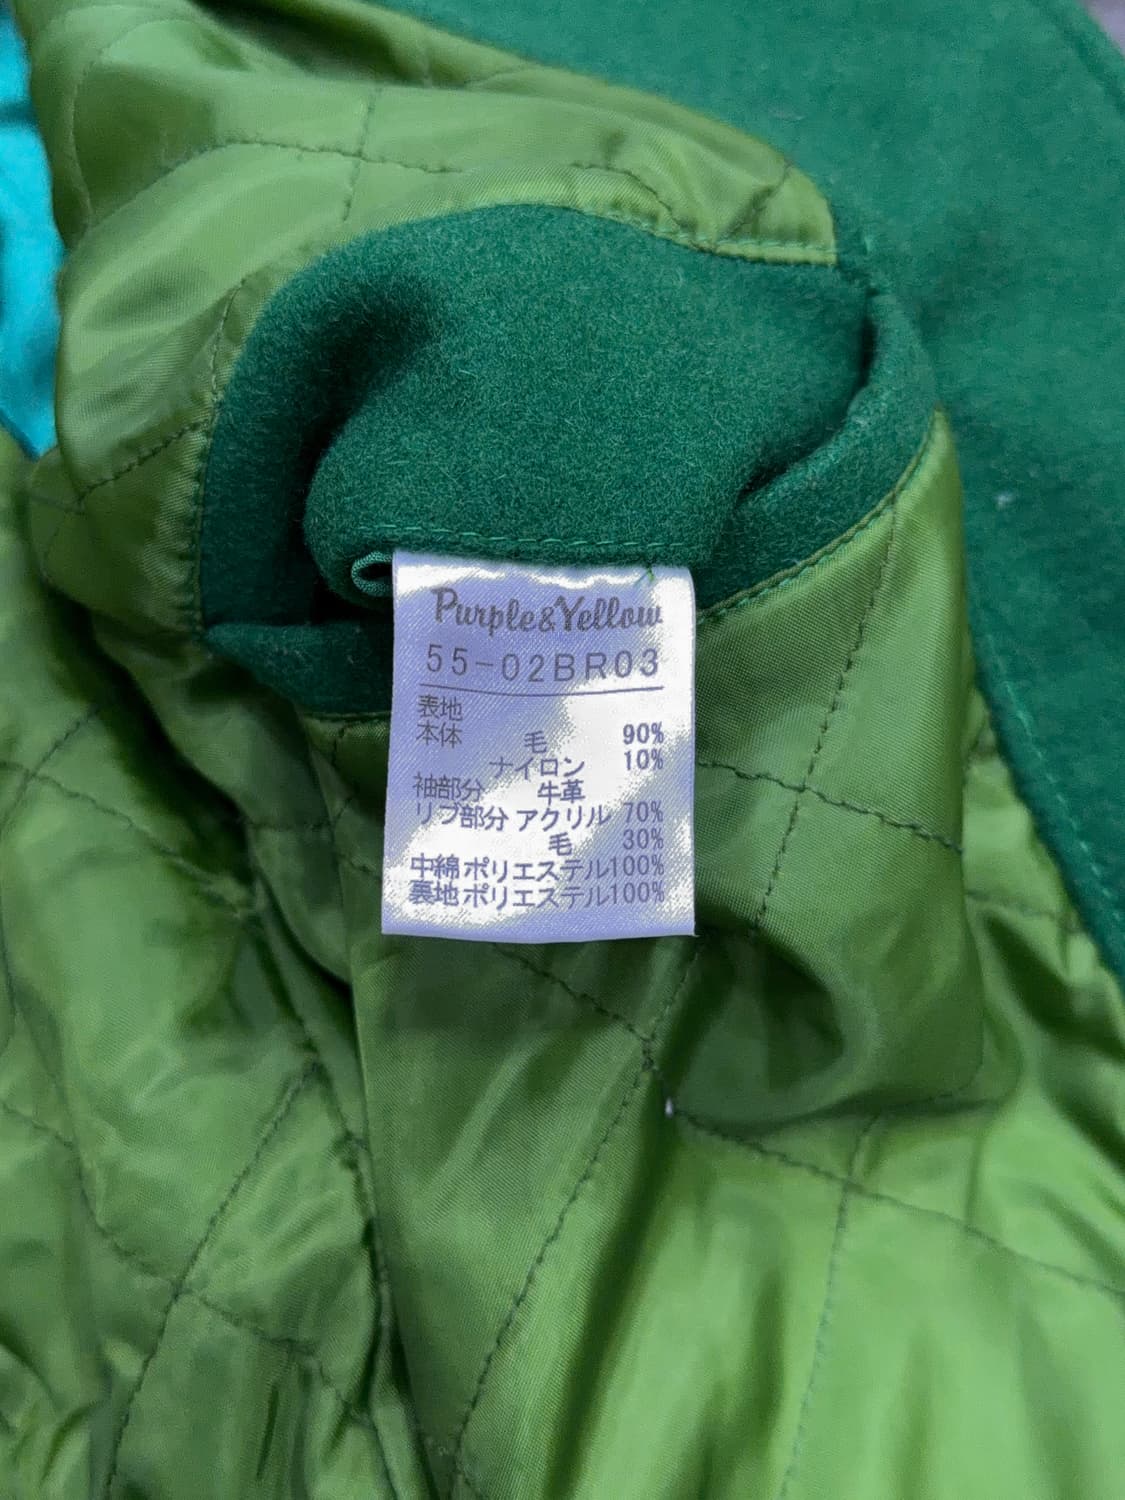 Purple&Yellow
55-02BR03
表地
本体 毛 90%
ナイロン 10%
袖部分 牛革
リブ部分 アクリル 70%
毛 30%
中綿 ポリエステル100%
裏地 ポリエステル100%